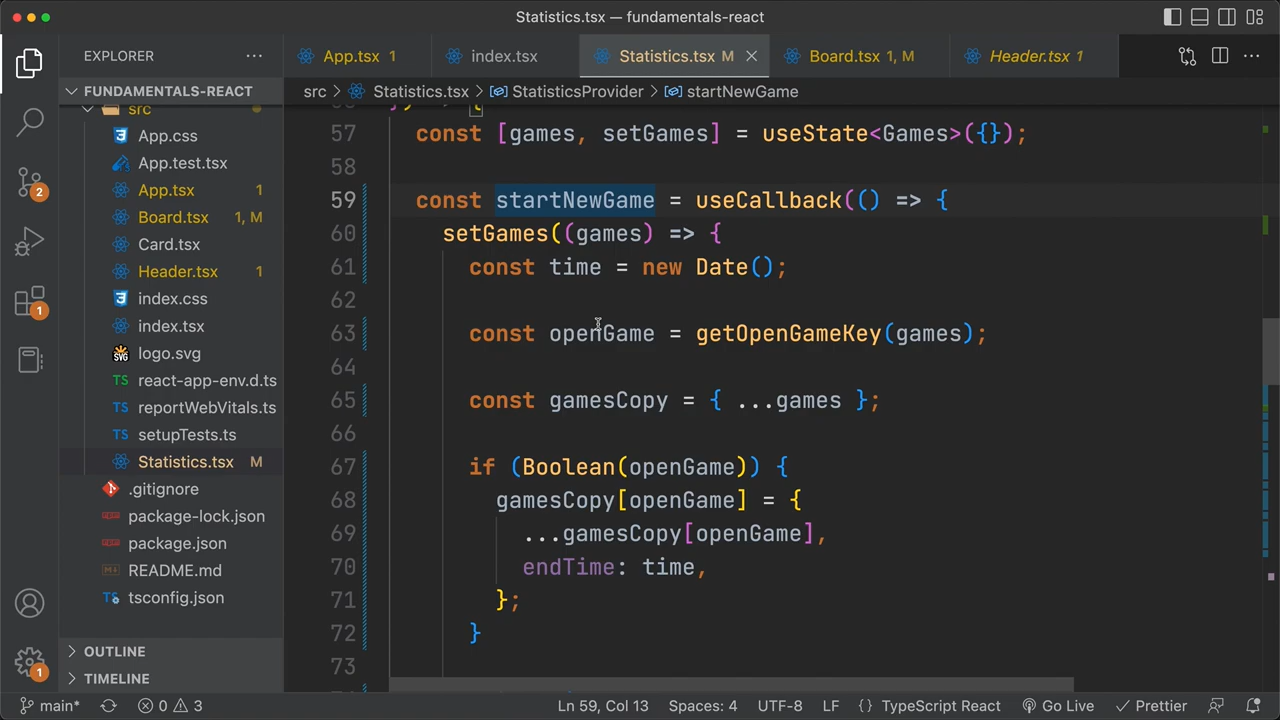 Statistics.tsx — fundamentals-react
EXPLORER
App.tsx 1
index.tsx
Statistics.tsx M
Board.tsx 1, M
Header.tsx 1
FUNDAMENTALS-REACT
src > Statistics.tsx > StatisticsProvider > startNewGame
src
App.css
App.test.tsx
App.tsx 1
Board.tsx 1, M
Card.tsx
Header.tsx 1
index.css
index.tsx
logo.svg
TS react-app-env.d.ts
TS reportWebVitals.ts
TS setupTests.ts
Statistics.tsx M
.gitignore
package-lock.json
package.json
README.md
TS tsconfig.json
OUTLINE
TIMELINE
2
1
1
57 const [games, setGames] = useState<Games>({});
58
59 const startNewGame = useCallback(() => {
60 setGames((games) => {
61 const time = new Date();
62
63 const openGame = getOpenGameKey(games);
64
65 const gamesCopy = { ...games };
66
67 if (Boolean(openGame)) {
68 gamesCopy[openGame] = {
69 ...gamesCopy[openGame],
70 endTime: time,
71 };
72 }
73
main* 0 3 Ln 59, Col 13 Spaces: 4 UTF-8 LF {} TypeScript React Go Live Prettier